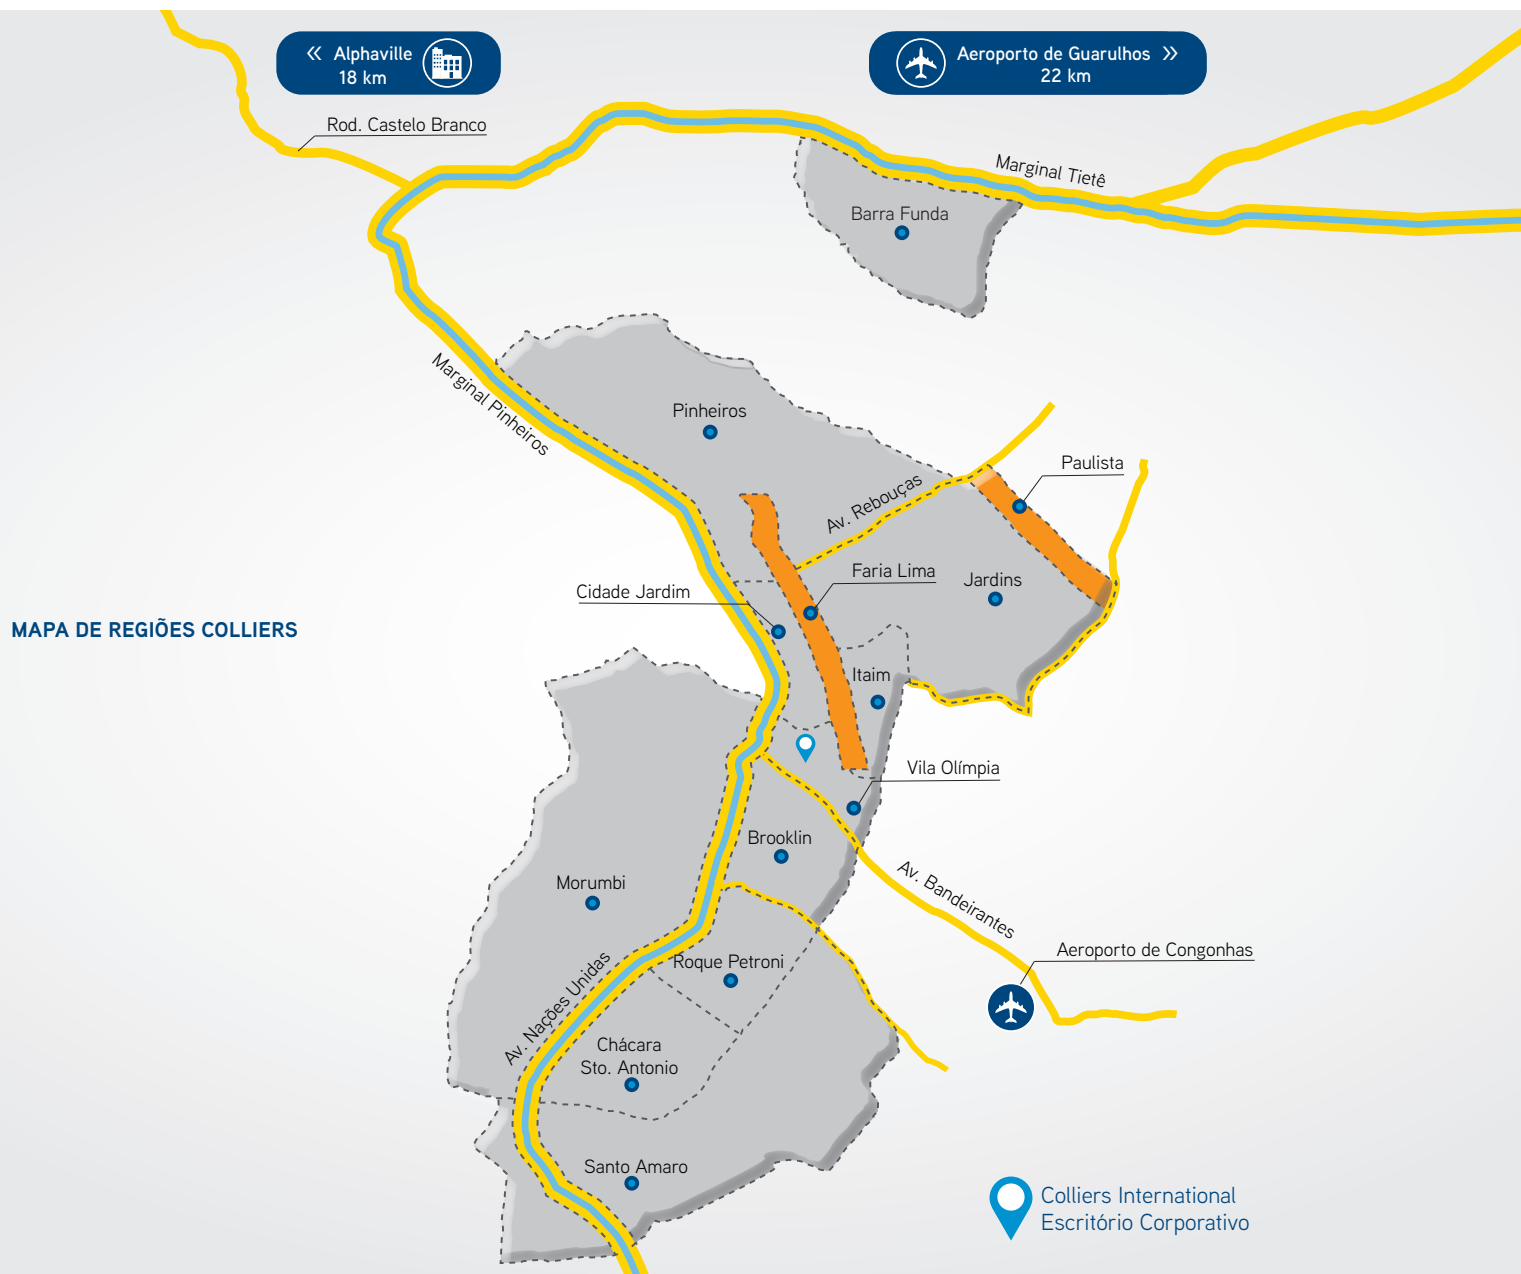 « Alphaville
18 km
Aeroporto de Guarulhos »
22 km
Rod. Castelo Branco
Marginal Tietê
Barra Funda
Marginal Pinheiros
Pinheiros
Paulista
Av. Rebouças
Faria Lima
Jardins
Cidade Jardim
MAPA DE REGIÕES COLLIERS
Itaim
Vila Olímpia
Brooklin
Morumbi
Av. Bandeirantes
Aeroporto de Congonhas
Roque Petroni
Av. Nações Unidas
Chácara
Sto. Antonio
Santo Amaro
Colliers International
Escritório Corporativo